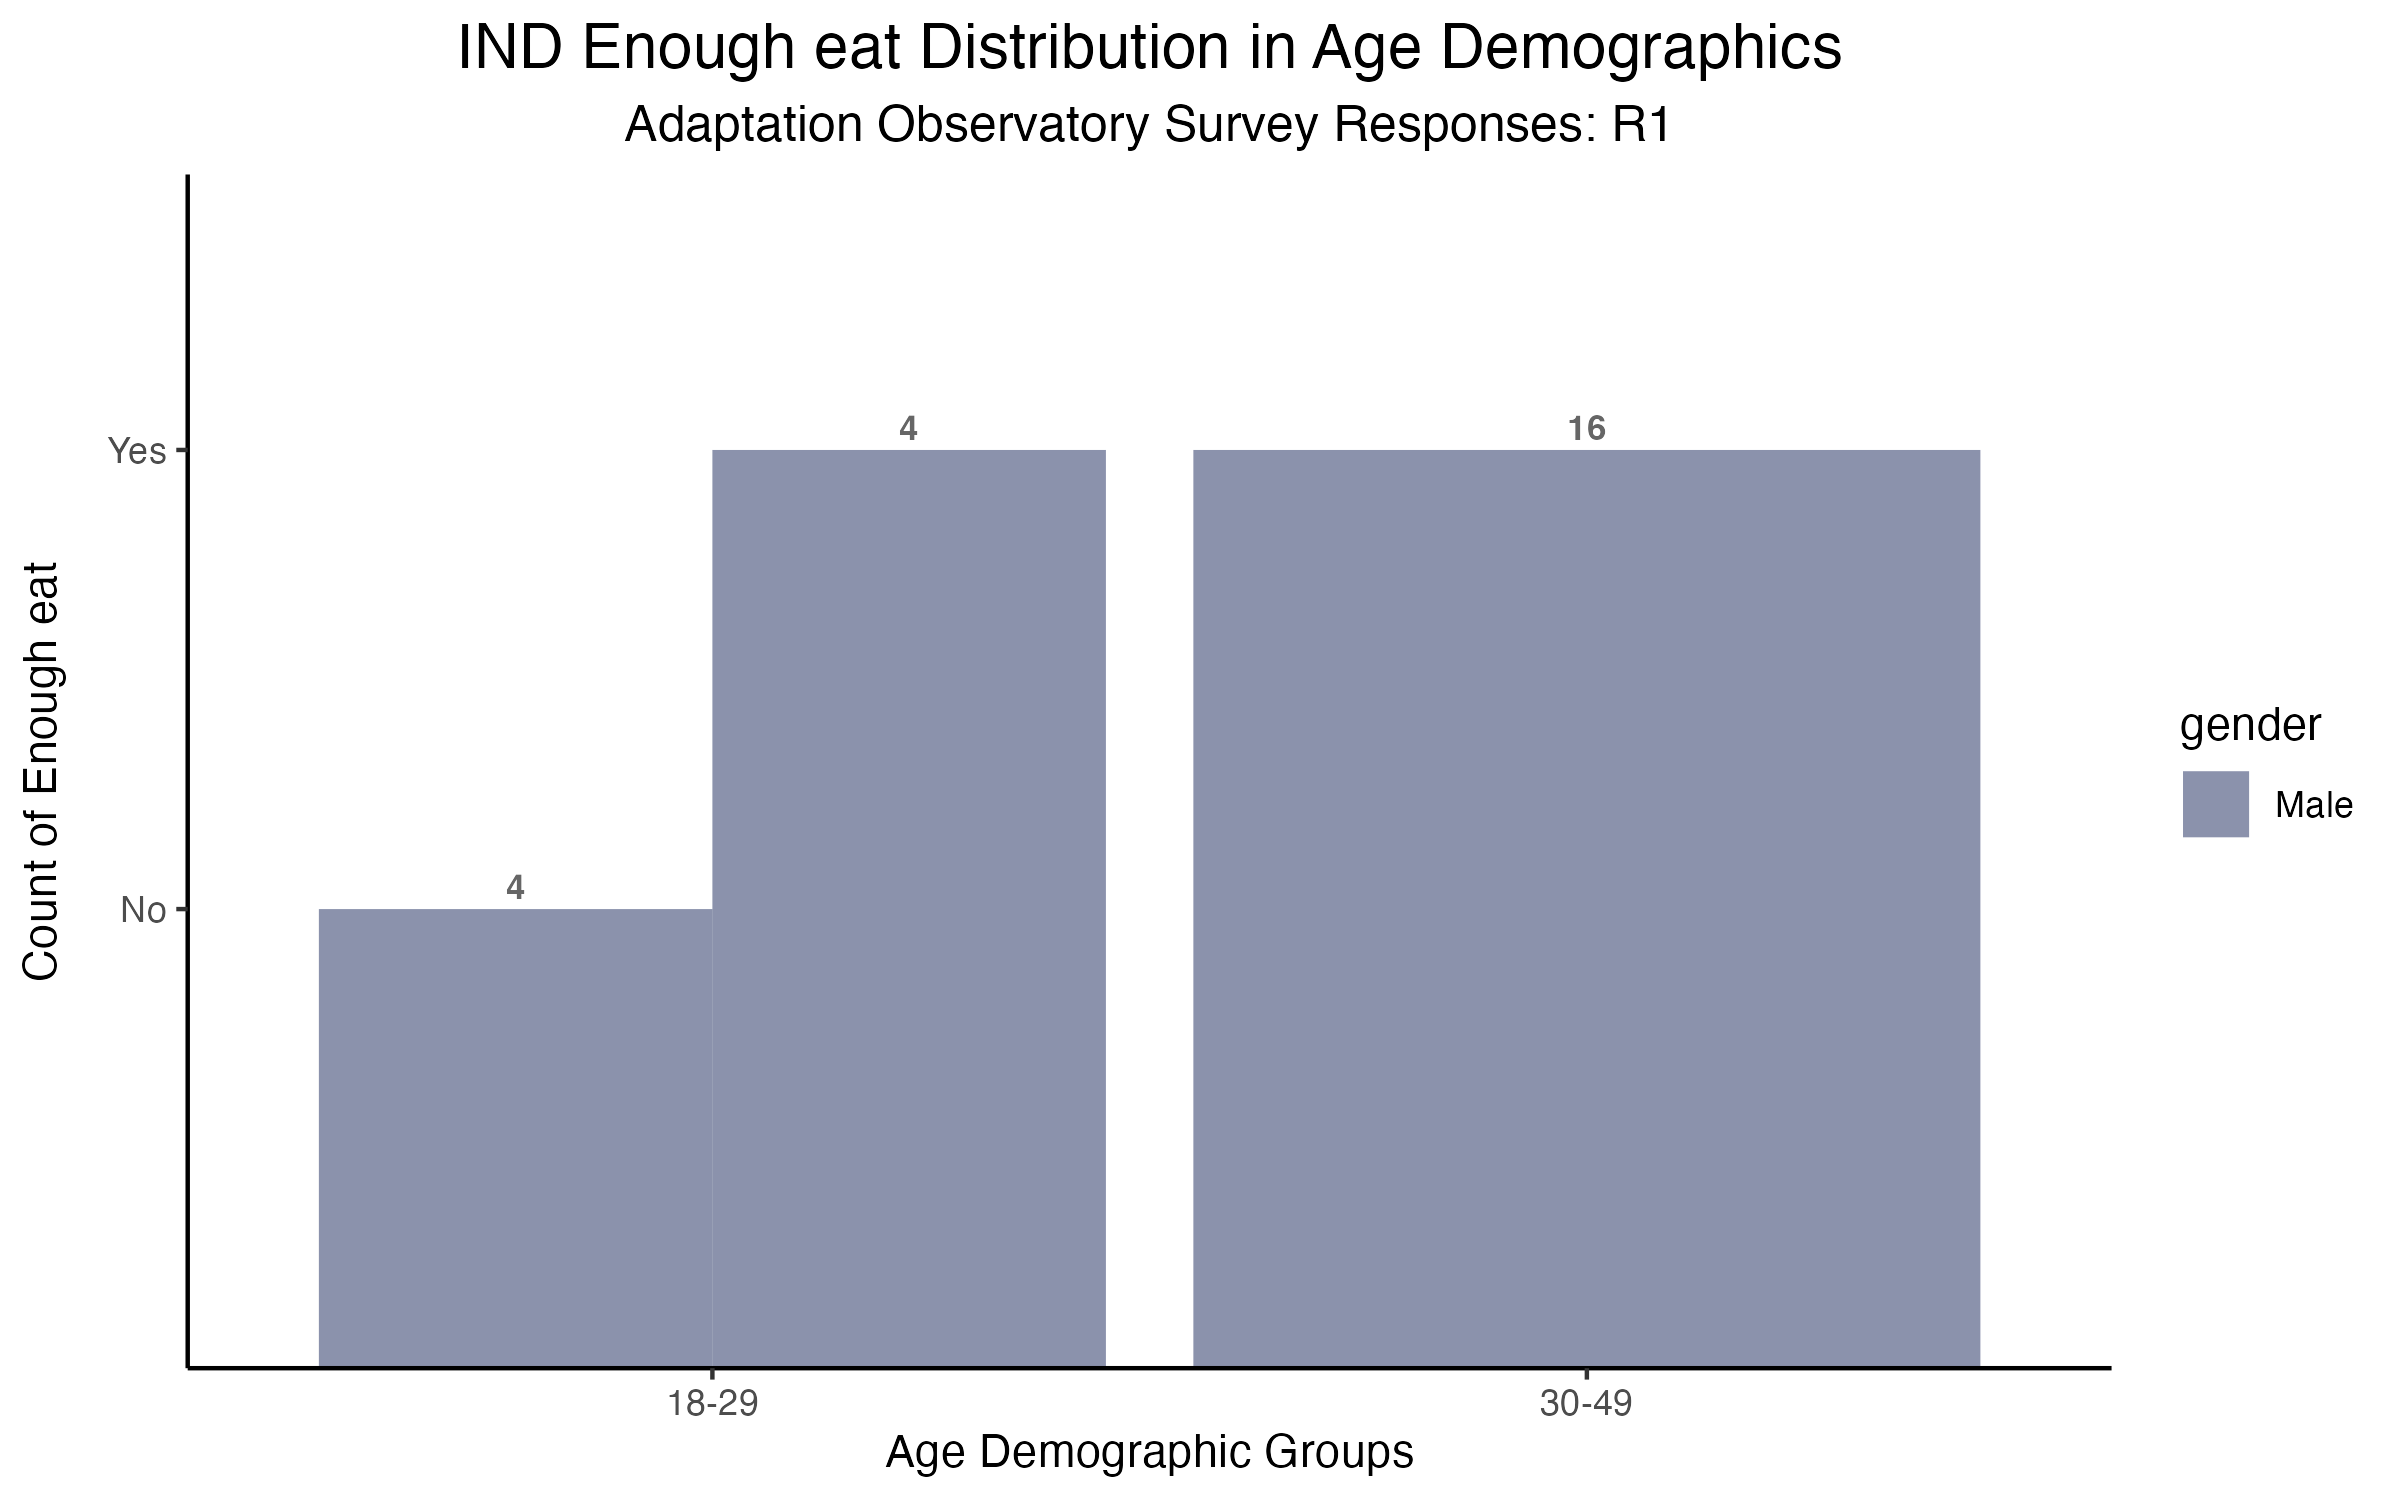 IND Enough eat Distribution in Age Demographics
Adaptation Observatory Survey Responses: R1
Count of Enough eat
Yes
No
4
4
16
18-29
30-49
Age Demographic Groups
gender
Male